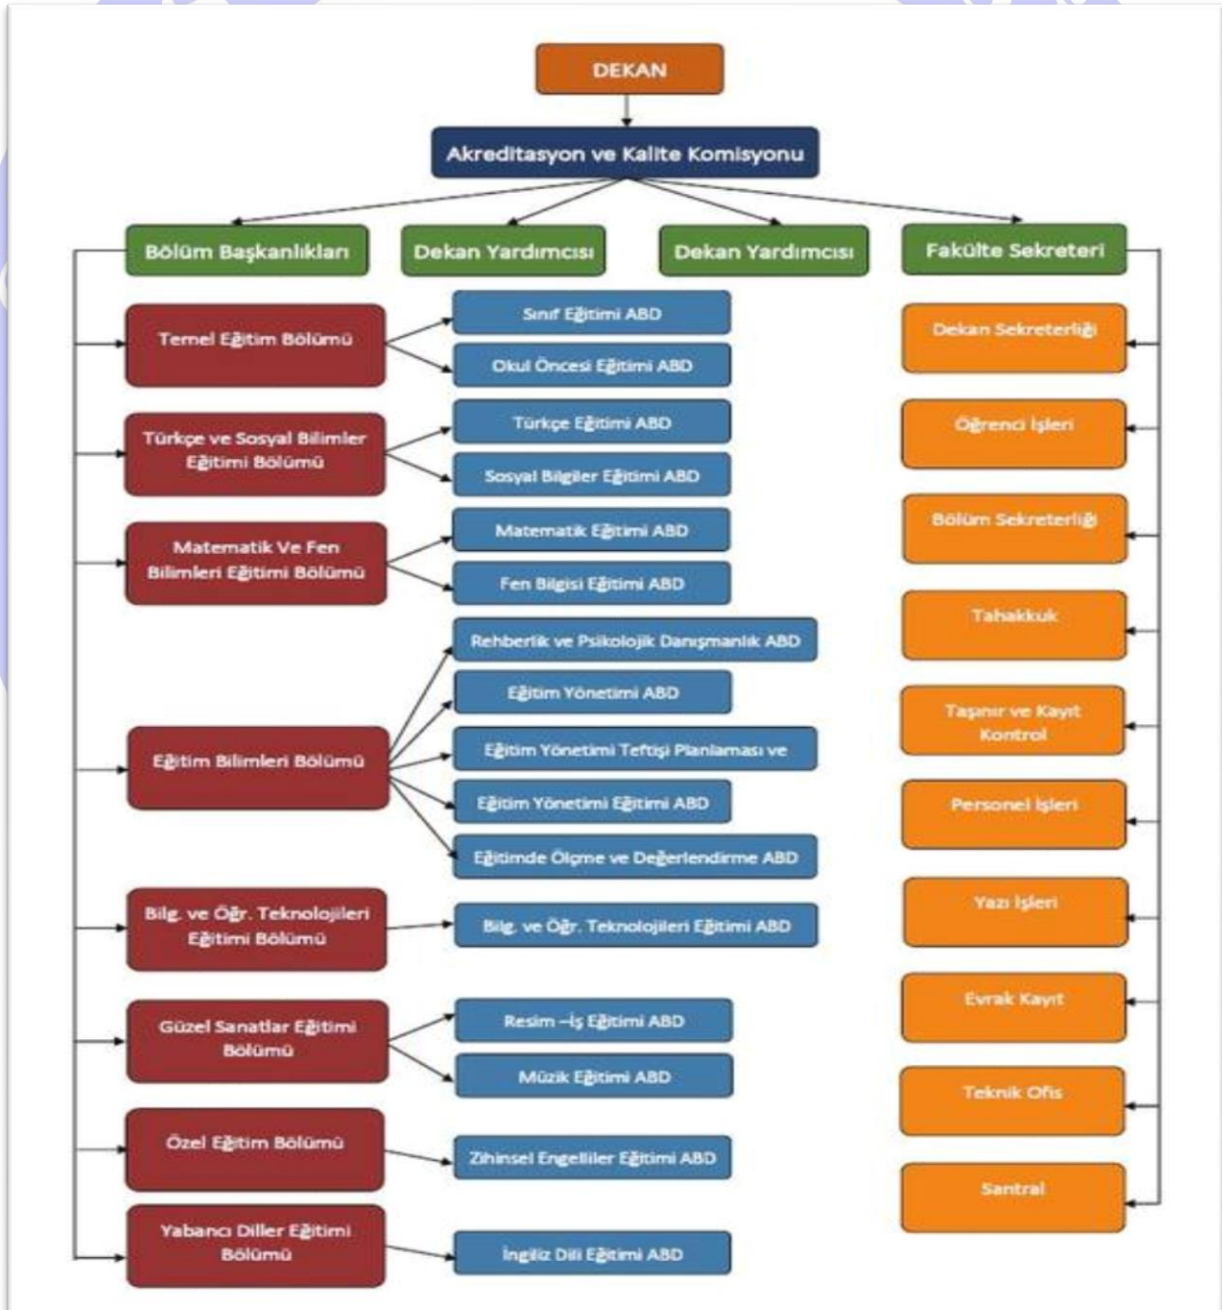 DEKAN
Akreditasyon ve Kalite Komisyonu
Bölüm Başkanlıkları
Dekan Yardımcısı
Dekan Yardımcısı
Fakülte Sekreteri
Temel Eğitim Bölümü
Sınıf Eğitimi ABD
Okul Öncesi Eğitimi ABD
Türkçe ve Sosyal Bilimler
Eğitimi Bölümü
Türkçe Eğitimi ABD
Sosyal Bilgiler Eğitimi ABD
Matematik Ve Fen
Bilimleri Eğitimi Bölümü
Matematik Eğitimi ABD
Fen Bilgisi Eğitimi ABD
Eğitim Bilimleri Bölümü
Rehberlik ve Psikolojik Danışmanlık ABD
Eğitim Yönetimi ABD
Eğitim Yönetimi Teftişi Planlaması ve
Eğitim Yönetimi Eğitimi ABD
Eğitimde Ölçme ve Değerlendirme ABD
Bilg. ve Öğr. Teknolojileri
Eğitimi Bölümü
Bilg. ve Öğr. Teknolojileri Eğitimi ABD
Güzel Sanatlar Eğitimi
Bölümü
Resim –İş Eğitimi ABD
Müzik Eğitimi ABD
Özel Eğitim Bölümü
Zihinsel Engelliler Eğitimi ABD
Yabancı Diller Eğitimi
Bölümü
İngiliz Dili Eğitimi ABD
Dekan Sekreterliği
Öğrenci İşleri
Bölüm Sekreterliği
Tahakkuk
Taşınır ve Kayıt
Kontrol
Personel İşleri
Yazı İşleri
Evrak Kayıt
Teknik Ofis
Santral